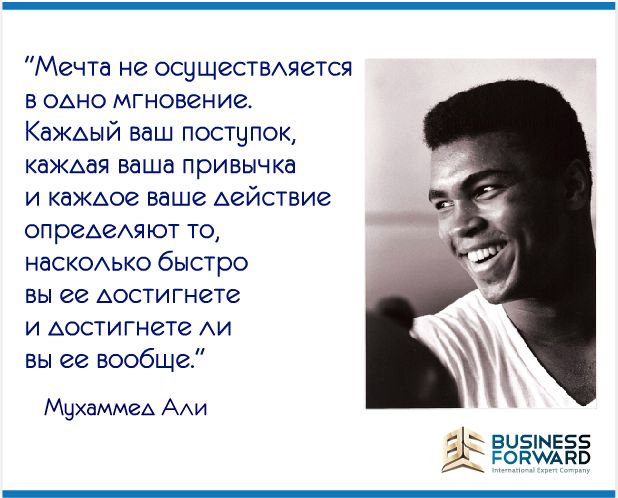 "Мечта не осуществляется
в одно мгновение.
Каждый ваш поступок,
каждая ваша привычка
и каждое ваше действие
определяют то,
насколько быстро
вы ее достигнете
и достигнете ли
вы ее вообще."
Мухаммед Али
BUSINESS
FORWARD
International Expert Company